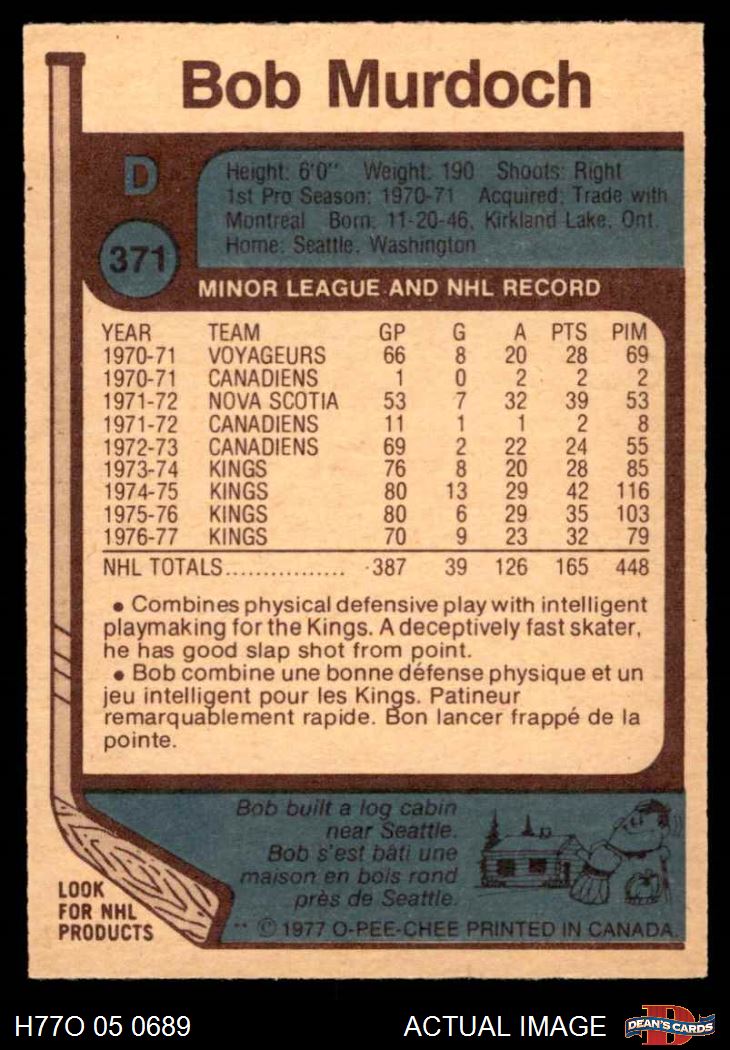 Bob Murdoch
D
371
Height: 6'0" Weight: 190 Shoots: Right
1st Pro Season: 1970-71 Acquired: Trade with
Montreal Born: 11-20-46, Kirkland Lake, Ont.
Home: Seattle, Washington
MINOR LEAGUE AND NHL RECORD
YEAR TEAM GP G A PTS PIM
1970-71 VOYAGEURS 66 8 20 28 69
1970-71 CANADIENS 1 0 2 2 2
1971-72 NOVA SCOTIA 53 7 32 39 53
1971-72 CANADIENS 11 1 1 2 8
1972-73 CANADIENS 69 2 22 24 55
1973-74 KINGS 76 8 20 28 85
1974-75 KINGS 80 13 29 42 116
1975-76 KINGS 80 6 29 35 103
1976-77 KINGS 70 9 23 32 79
NHL TOTALS................ 387 39 126 165 448
• Combines physical defensive play with intelligent
playmaking for the Kings. A deceptively fast skater,
he has good slap shot from point.
• Bob combine une bonne défense physique et un
jeu intelligent pour les Kings. Patineur
remarquablement rapide. Bon lancer frappé de la
pointe.
Bob built a log cabin
near Seattle.
Bob s'est bâti une
maison en bois rond
près de Seattle.
LOOK
FOR NHL
PRODUCTS
** © 1977 O-PEE-CHEE PRINTED IN CANADA.
H77O 05 0689
ACTUAL IMAGE
D
DEAN'S CARDS